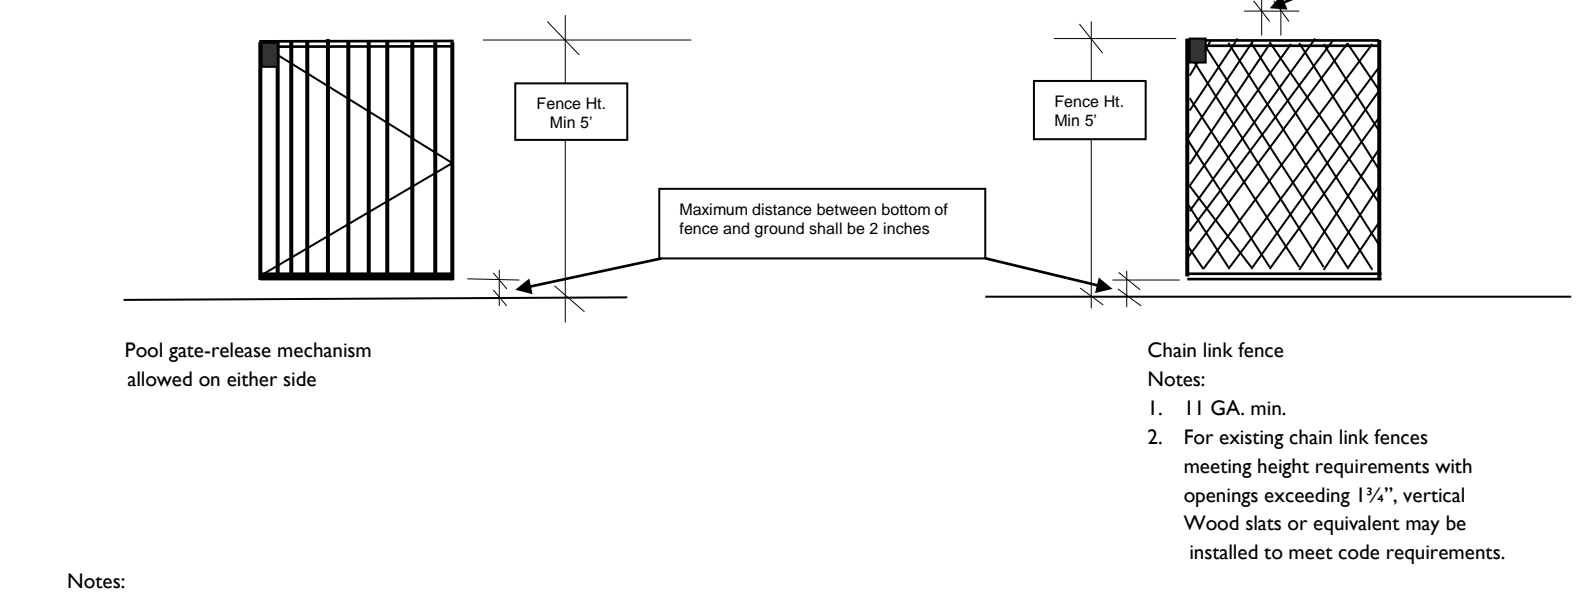 Fence Ht.
Min 5’
Fence Ht.
Min 5’
Maximum distance between bottom of
fence and ground shall be 2 inches
Pool gate-release mechanism
allowed on either side
Chain link fence
Notes:
1. 11 GA. min.
2. For existing chain link fences
meeting height requirements with
openings exceeding 1¾”, vertical
Wood slats or equivalent may be
installed to meet code requirements.
Notes: